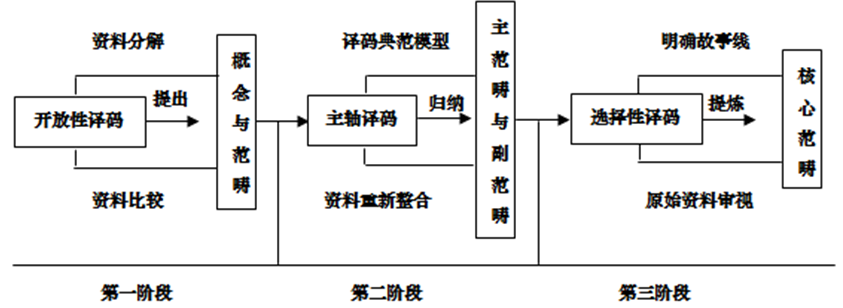 资料分解
开放性译码
提出
概念与范畴
资料比较
译码典范模型
主轴译码
归纳
主范畴与副范畴
资料重新整合
明确故事线
选择性译码
提炼
核心范畴
原始资料审视
第一阶段
第二阶段
第三阶段